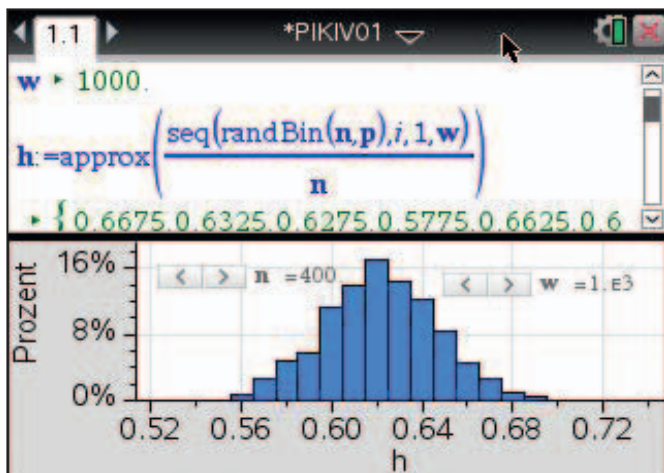 1.1 *PIKIV01
w ▸ 1000.
h:=approx(seq(randBin(n,p),i,1,w)/n)
▸ {0.6675,0.6325,0.6275,0.5775,0.6625,0.6
Prozent
16%
8%
0%
n =400
w =1.E3
0.52 0.56 0.60 0.64 0.68 0.72
h